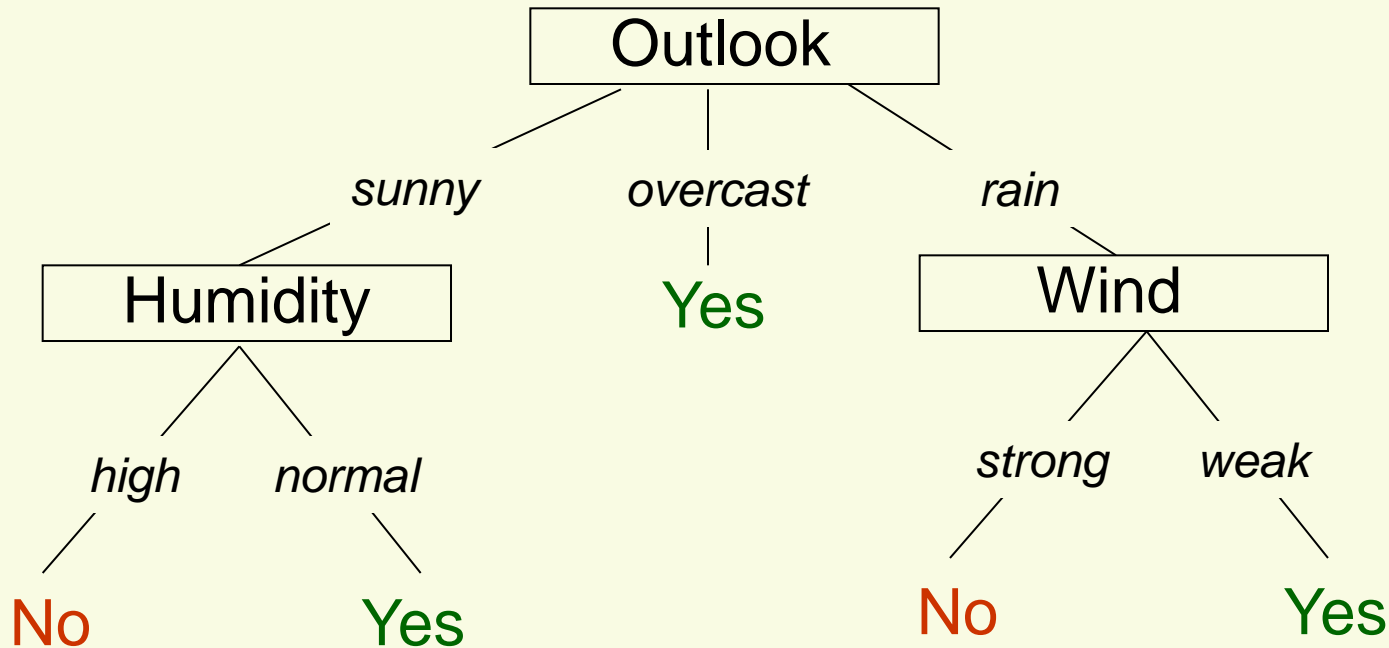 Outlook
sunny overcast rain
Humidity Yes Wind
high normal strong weak
No Yes No Yes